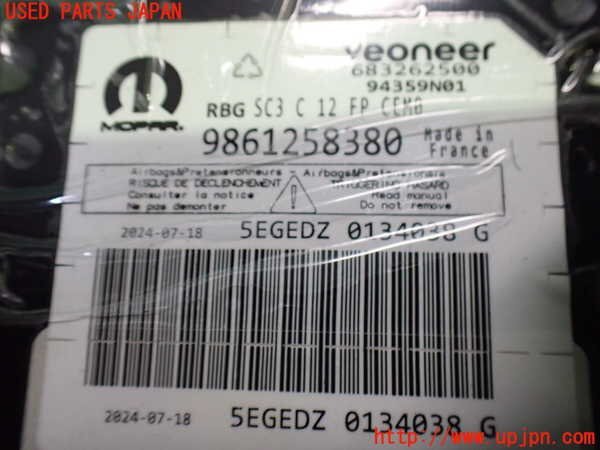 USED PARTS JAPAN
veoneer
683262500
94359N01
MOPAR.
RBG SC3 C 12 FP CEM0
9861258380
Made in
France
Airbags&Pretensionneurs - Airbags&Pretensionneurs
RISQUE DE DECLENCHEMENT
TRIGGERING HASARD
Consulter la notice
Read manual
Ne pas demonter
Do not remove
2024-07-18
5EGEDZ 0134038 G
2024-07-18
5EGEDZ 0134038 G
http://www.upjpn.com/